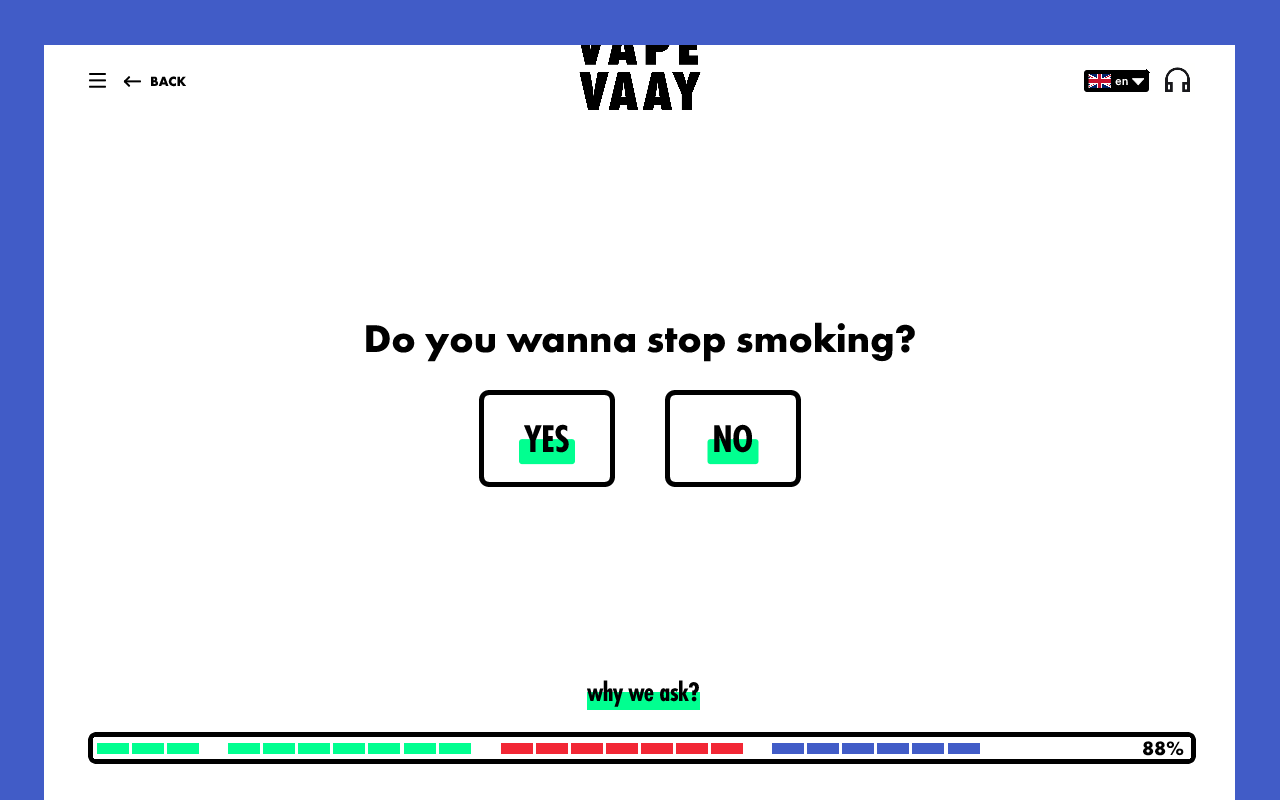 VAPE
VAAY
BACK
en
Do you wanna stop smoking?
YES
NO
why we ask?
88%